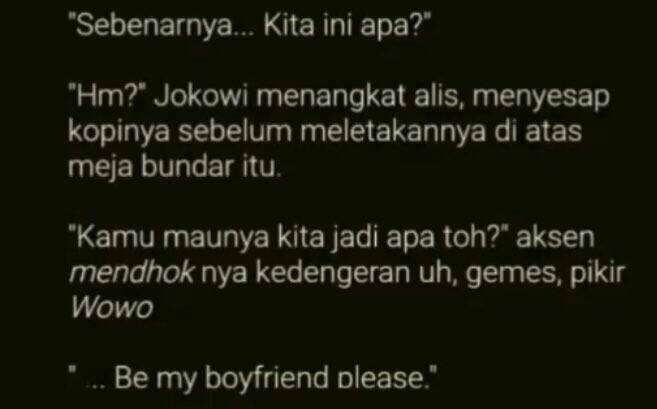 "Sebenarnya... Kita ini apa?"
"Hm?" Jokowi menangkat alis, menyesap
kopinya sebelum meletakannya di atas
meja bundar itu.
"Kamu maunya kita jadi apa toh?" aksen
mendhok nya kedengeran uh, gemes, pikir
Wowo
" ... Be my boyfriend please."